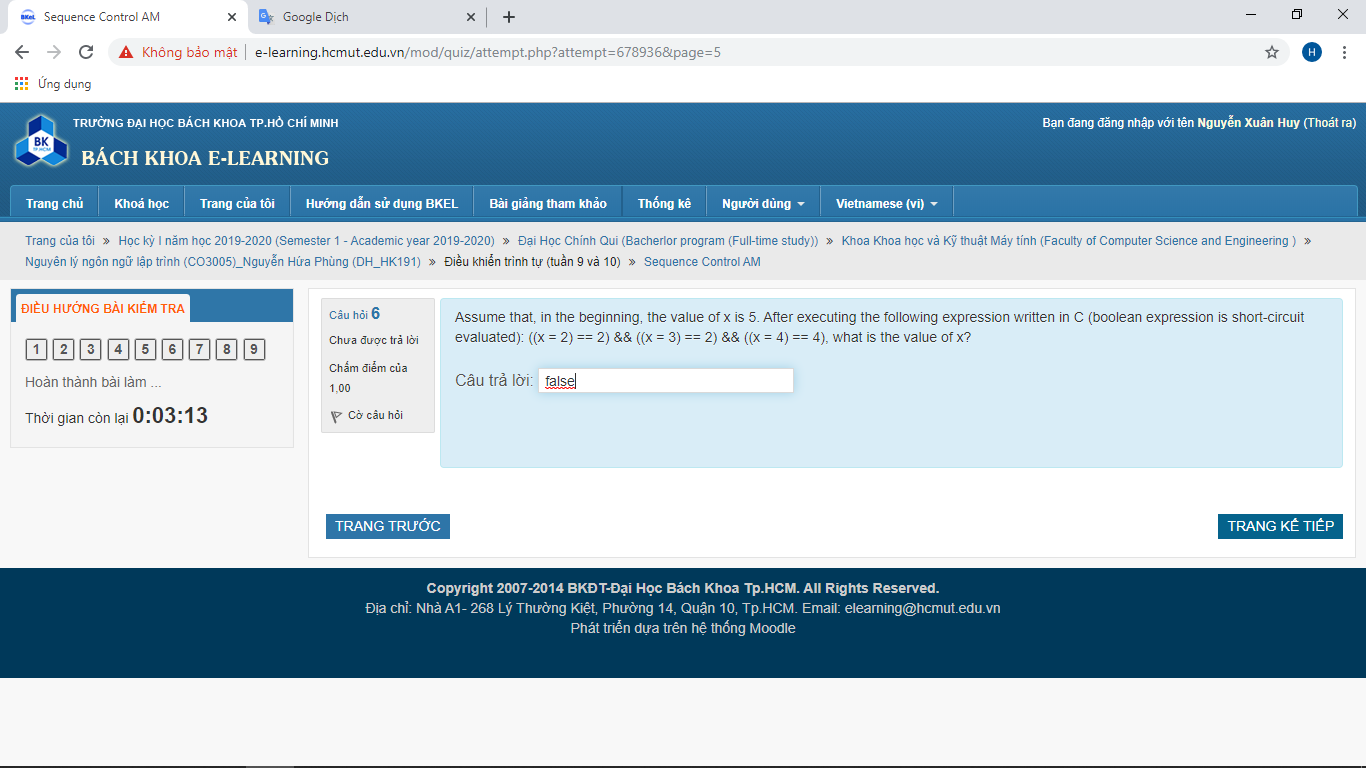 Sequence Control AM
Google Dịch
Không bảo mật
e-learning.hcmut.edu.vn/mod/quiz/attempt.php?attempt=678936&page=5
H
Ứng dụng
BK
TP.HCM
TRƯỜNG ĐẠI HỌC BÁCH KHOA TP.HỒ CHÍ MINH
BÁCH KHOA E-LEARNING
Bạn đang đăng nhập với tên Nguyễn Xuân Huy (Thoát ra)
Trang chủ
Khoá học
Trang của tôi
Hướng dẫn sử dụng BKEL
Bài giảng tham khảo
Thống kê
Người dùng
Vietnamese (vi)
Trang của tôi » Học kỳ I năm học 2019-2020 (Semester 1 - Academic year 2019-2020) » Đại Học Chính Qui (Bacherlor program (Full-time study)) » Khoa Khoa học và Kỹ thuật Máy tính (Faculty of Computer Science and Engineering ) »
Nguyên lý ngôn ngữ lập trình (CO3005)_Nguyễn Hứa Phùng (DH_HK191) » Điều khiển trình tự (tuần 9 và 10) » Sequence Control AM
ĐIỀU HƯỚNG BÀI KIỂM TRA
1 2 3 4 5 6 7 8 9
Hoàn thành bài làm ...
Thời gian còn lại 0:03:13
Câu hỏi 6
Chưa được trả lời
Chấm điểm của
1,00
Cờ câu hỏi
Assume that, in the beginning, the value of x is 5. After executing the following expression written in C (boolean expression is short-circuit
evaluated): ((x = 2) == 2) && ((x = 3) == 2) && ((x = 4) == 4), what is the value of x?
Câu trả lời: false
TRANG TRƯỚC
TRANG KẾ TIẾP
Copyright 2007-2014 BKĐT-Đại Học Bách Khoa Tp.HCM. All Rights Reserved.
Địa chỉ: Nhà A1- 268 Lý Thường Kiệt, Phường 14, Quận 10, Tp.HCM. Email: elearning@hcmut.edu.vn
Phát triển dựa trên hệ thống Moodle